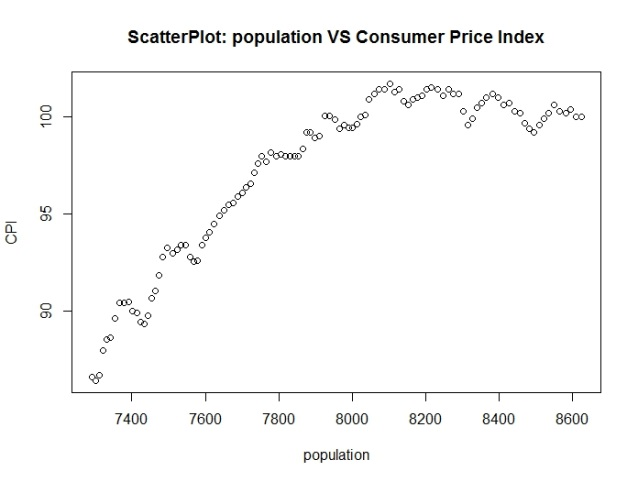 ScatterPlot: population VS Consumer Price Index
100
95
90
CPI
7400 7600 7800 8000 8200 8400 8600
population